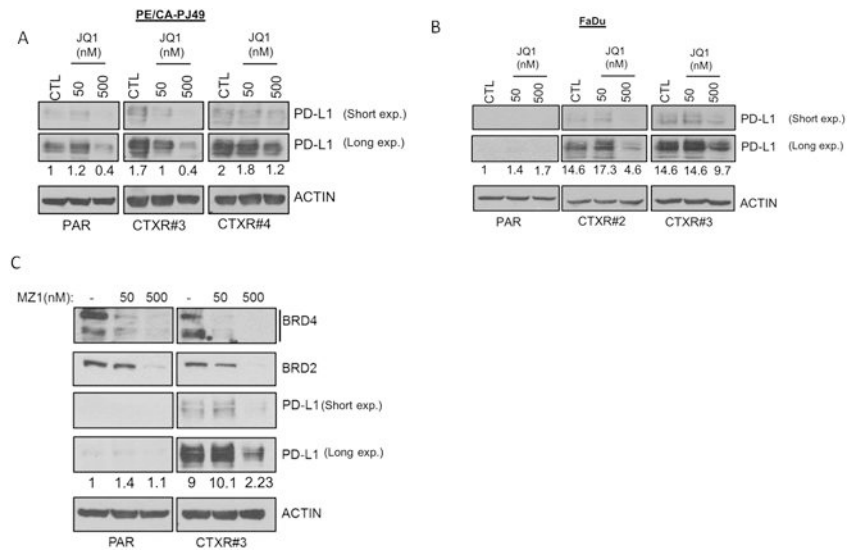 PE/CA-PJ49
A
JQ1
(nM)
JQ1
(nM)
JQ1
(nM)
CTL 50 500 CTL 50 500 CTL 50 500
PD-L1 (Short exp.)
PD-L1 (Long exp.)
1 1.2 0.4 1.7 1 0.4 2 1.8 1.2
ACTIN
PAR CTXR#3 CTXR#4
FaDu
B
JQ1
(nM)
JQ1
(nM)
JQ1
(nM)
CTL 50 500 CTL 50 500 CTL 50 500
PD-L1 (Short exp.)
PD-L1 (Long exp.)
1 1.4 1.7 14.6 17.3 4.6 14.6 14.6 9.7
ACTIN
PAR CTXR#2 CTXR#3
C
MZ1(nM): - 50 500 - 50 500
BRD4
BRD2
PD-L1 (Short exp.)
PD-L1 (Long exp.)
1 1.4 1.1 9 10.1 2.23
ACTIN
PAR CTXR#3